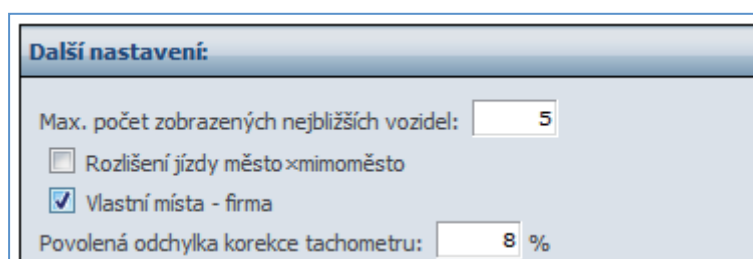 Další nastavení:
Max. počet zobrazených nejbližších vozidel: 5
Rozlišení jízdy město×mimoměsto
Vlastní místa - firma
Povolená odchylka korekce tachometru: 8 %